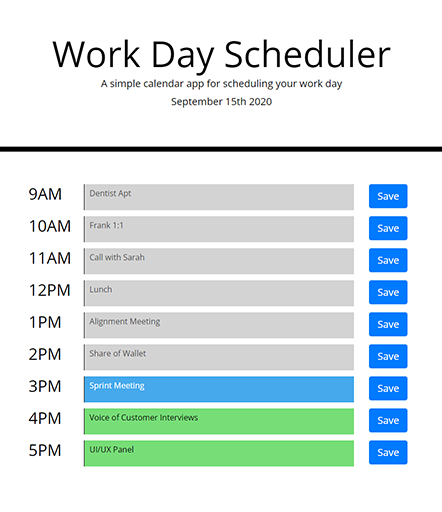 Work Day Scheduler
A simple calendar app for scheduling your work day
September 15th 2020
9AM Dentist Apt Save
10AM Frank 1:1 Save
11AM Call with Sarah Save
12PM Lunch Save
1PM Alignment Meeting Save
2PM Share of Wallet Save
3PM Sprint Meeting Save
4PM Voice of Customer Interviews Save
5PM UI/UX Panel Save